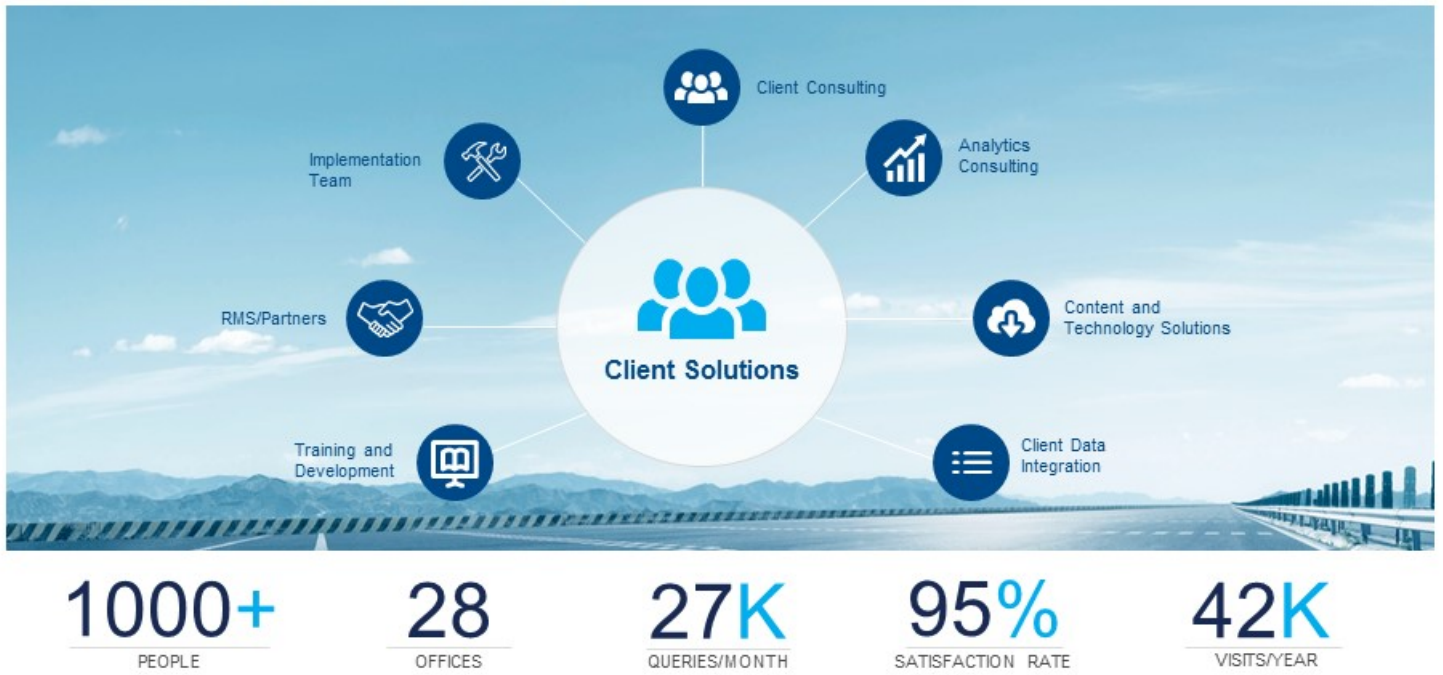 Client Consulting
Analytics
Consulting
Implementation
Team
Content and
Technology Solutions
RMS/Partners
Client Solutions
Client Data
Integration
Training and
Development
1000+
PEOPLE
28
OFFICES
27K
QUERIES/MONTH
95%
SATISFACTION RATE
42K
VISITS/YEAR